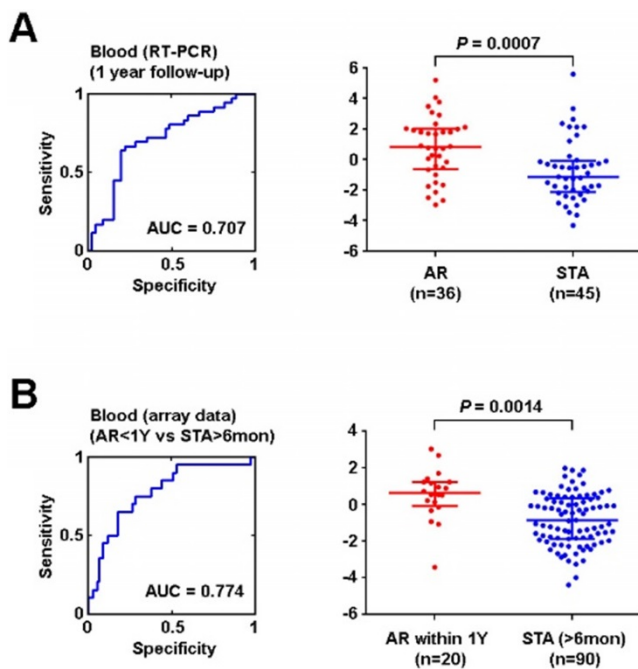 A
Blood (RT-PCR)
(1 year follow-up)
1
0.5
0
0
0.5
1
Sensitivity
Specificity
AUC = 0.707
P = 0.0007
6
4
2
0
-2
-4
-6
AR
(n=36)
STA
(n=45)
B
Blood (array data)
(AR<1Y vs STA>6mon)
1
0.5
0
0
0.5
1
Sensitivity
Specificity
AUC = 0.774
P = 0.0014
4
2
0
-2
-4
-6
AR within 1Y
(n=20)
STA (>6mon)
(n=90)